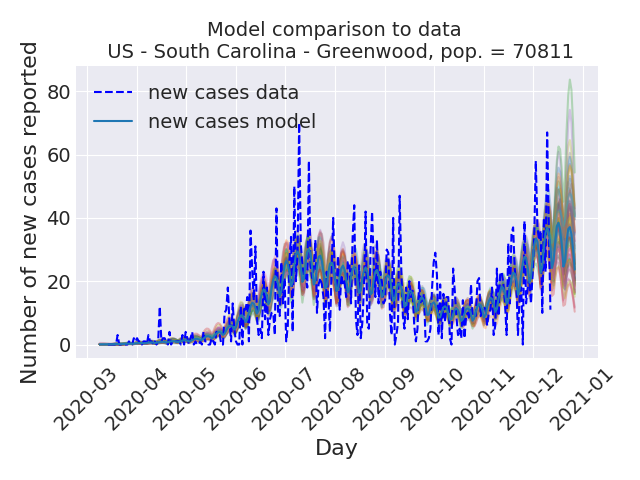 Model comparison to data
US - South Carolina - Greenwood, pop. = 70811
Number of new cases reported
80
60
40
20
0
new cases data
new cases model
2020-03
2020-04
2020-05
2020-06
2020-07
2020-08
2020-09
2020-10
2020-11
2020-12
2021-01
Day